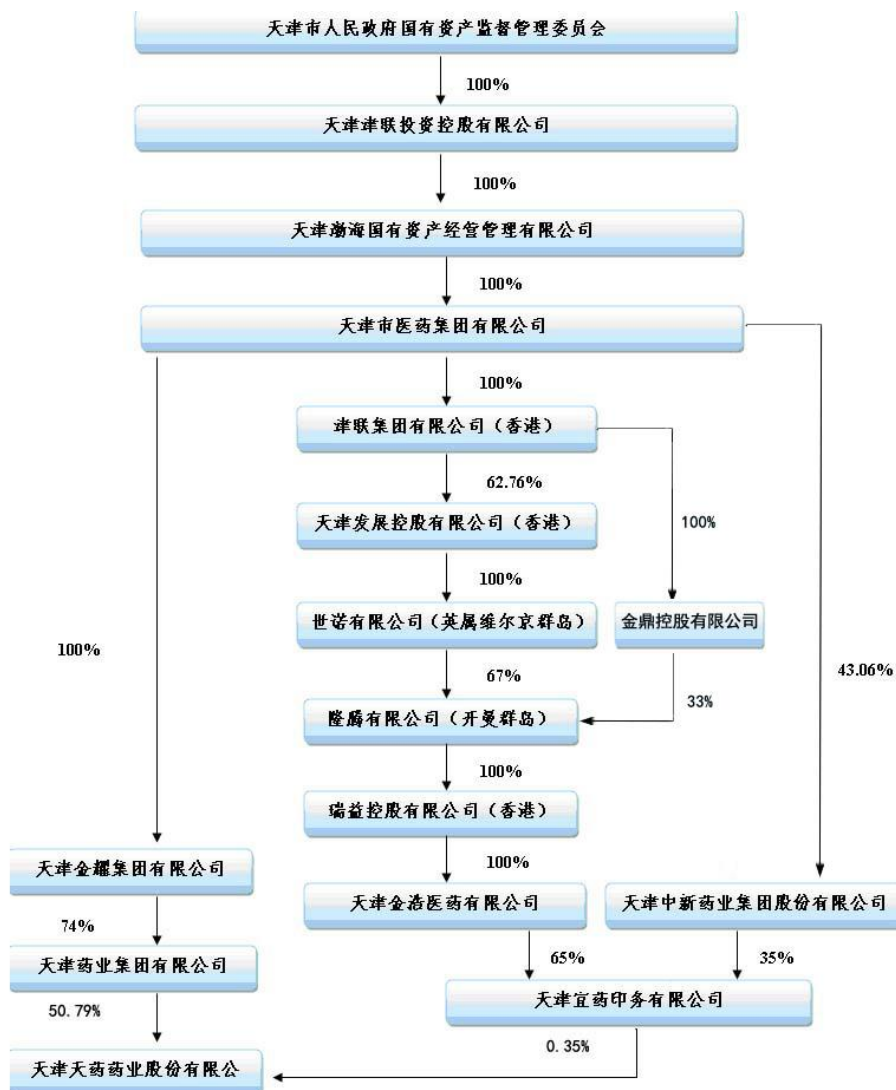 天津市人民政府国有资产监督管理委员会
100%
天津津联投资控股有限公司
100%
天津渤海国有资产经营管理有限公司
100%
天津市医药集团有限公司
100%
津联集团有限公司（香港）
62.76%
天津发展控股有限公司（香港）
100%
100%
世诺有限公司（英属维尔京群岛）
金鼎控股有限公司
100%
43.06%
67%
33%
隆腾有限公司（开曼群岛）
100%
瑞益控股有限公司（香港）
100%
天津金耀集团有限公司
天津金浩医药有限公司
天津中新药业集团股份有限公司
74%
65%
35%
天津药业集团有限公司
天津宜药印务有限公司
50.79%
0.35%
天津天药药业股份有限公